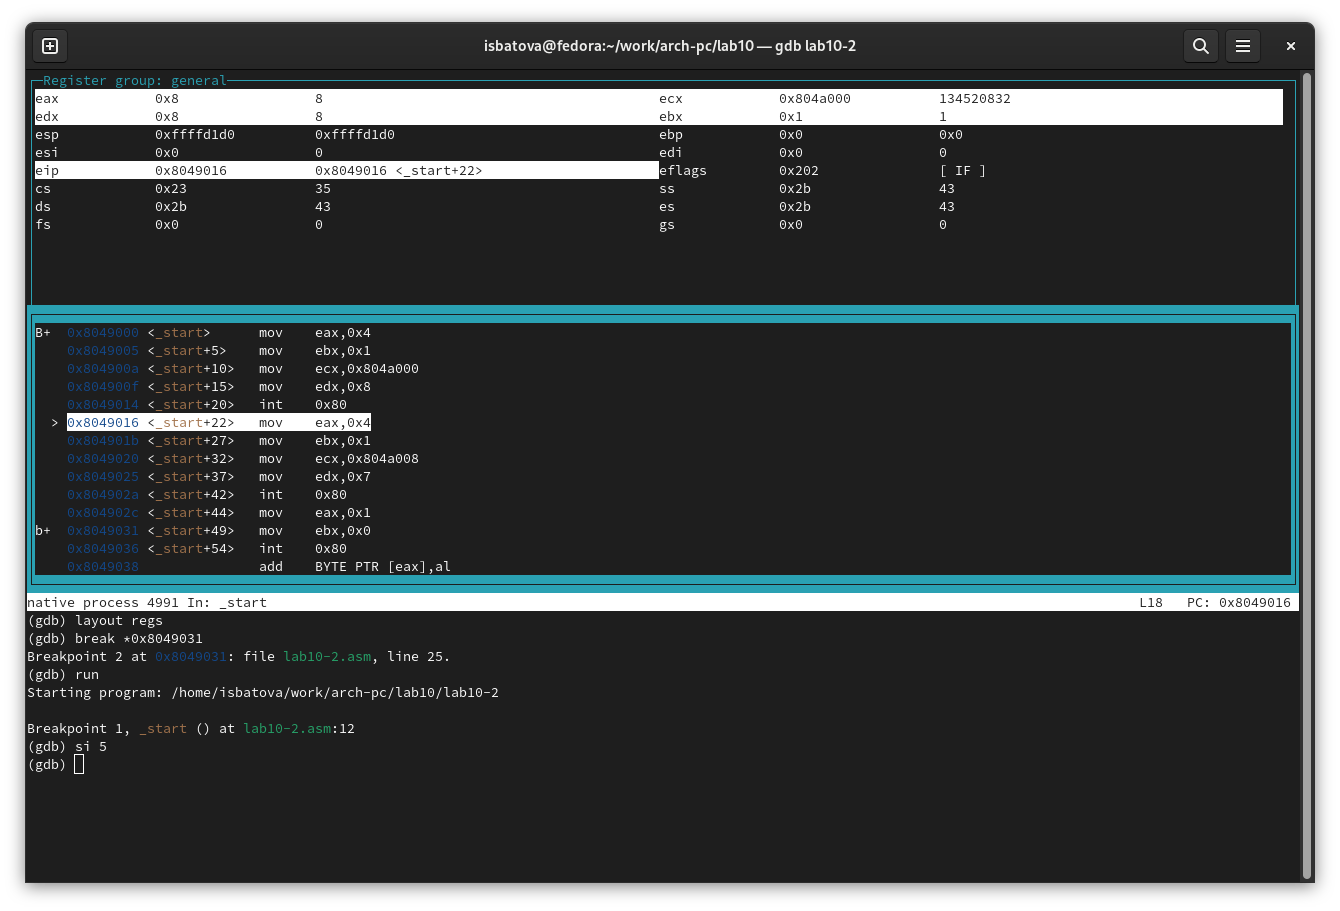 isbatova@fedora:~/work/arch-pc/lab10 — gdb lab10-2
Register group: general
eax 0x8 8 ecx 0x804a000 134520832
edx 0x8 8 ebx 0x1 1
esp 0xffffd1d0 0xffffd1d0 ebp 0x0 0x0
esi 0x0 0 edi 0x0 0
eip 0x8049016 0x8049016 <_start+22> eflags 0x202 [ IF ]
cs 0x23 35 ss 0x2b 43
ds 0x2b 43 es 0x2b 43
fs 0x0 0 gs 0x0 0
B+ 0x8049000 <_start> mov eax,0x4
0x8049005 <_start+5> mov ebx,0x1
0x804900a <_start+10> mov ecx,0x804a000
0x804900f <_start+15> mov edx,0x8
0x8049014 <_start+20> int 0x80
> 0x8049016 <_start+22> mov eax,0x4
0x804901b <_start+27> mov ebx,0x1
0x8049020 <_start+32> mov ecx,0x804a008
0x8049025 <_start+37> mov edx,0x7
0x804902a <_start+42> int 0x80
0x804902c <_start+44> mov eax,0x1
b+ 0x8049031 <_start+49> mov ebx,0x0
0x8049036 <_start+54> int 0x80
0x8049038 add BYTE PTR [eax],al
native process 4991 In: _start L18 PC: 0x8049016
(gdb) layout regs
(gdb) break *0x8049031
Breakpoint 2 at 0x8049031: file lab10-2.asm, line 25.
(gdb) run
Starting program: /home/isbatova/work/arch-pc/lab10/lab10-2
Breakpoint 1, _start () at lab10-2.asm:12
(gdb) si 5
(gdb)